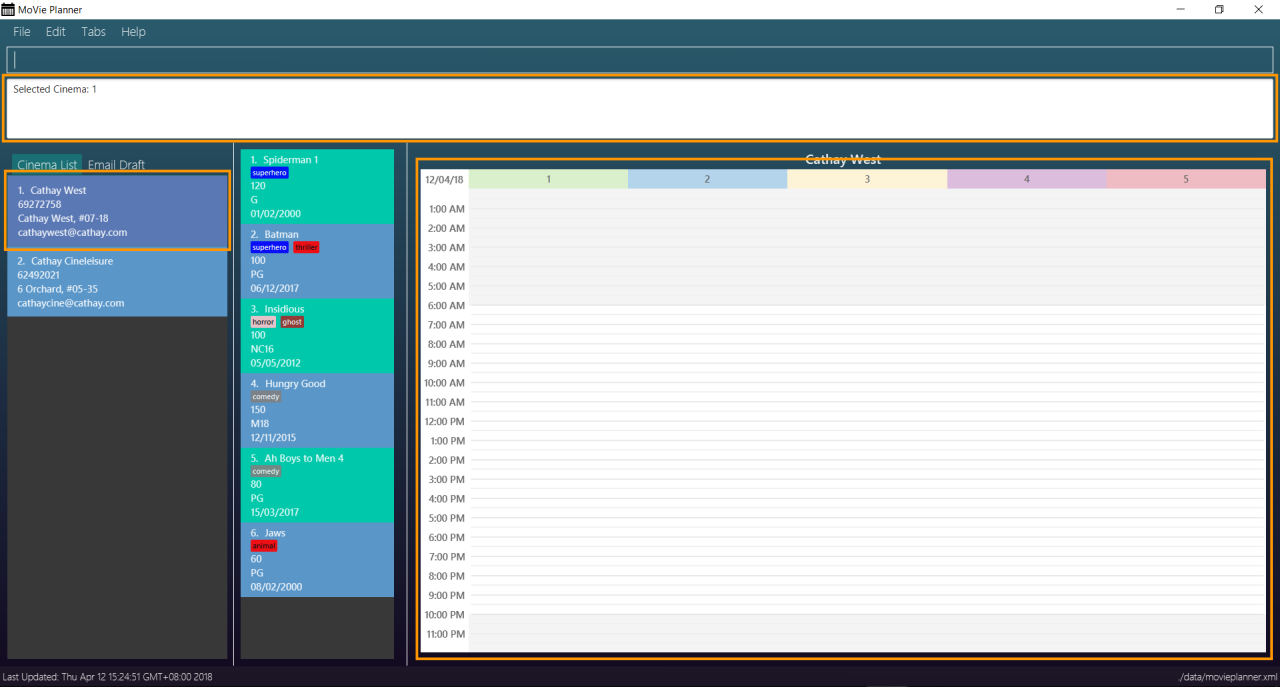 MoVie Planner
File Edit Tabs Help
Selected Cinema: 1
Cinema List Email Draft
1. Cathay West
69272758
Cathay West, #07-18
cathaywest@cathay.com
2. Cathay Cineleisure
62492021
6 Orchard, #05-35
cathaycine@cathay.com
1. Spiderman 1
superhero
120
G
01/02/2000
2. Batman
superhero thriller
100
PG
06/12/2017
3. Insidious
horror ghost
100
NC16
05/05/2012
4. Hungry Good
comedy
150
M18
12/11/2015
5. Ah Boys to Men 4
comedy
80
PG
15/03/2017
6. Jaws
animal
60
PG
08/02/2000
Cathay West
12/04/18 1 2 3 4 5
1:00 AM
2:00 AM
3:00 AM
4:00 AM
5:00 AM
6:00 AM
7:00 AM
8:00 AM
9:00 AM
10:00 AM
11:00 AM
12:00 PM
1:00 PM
2:00 PM
3:00 PM
4:00 PM
5:00 PM
6:00 PM
7:00 PM
8:00 PM
9:00 PM
10:00 PM
11:00 PM
Last Updated: Thu Apr 12 15:24:51 GMT+08:00 2018
./data/movieplanner.xml